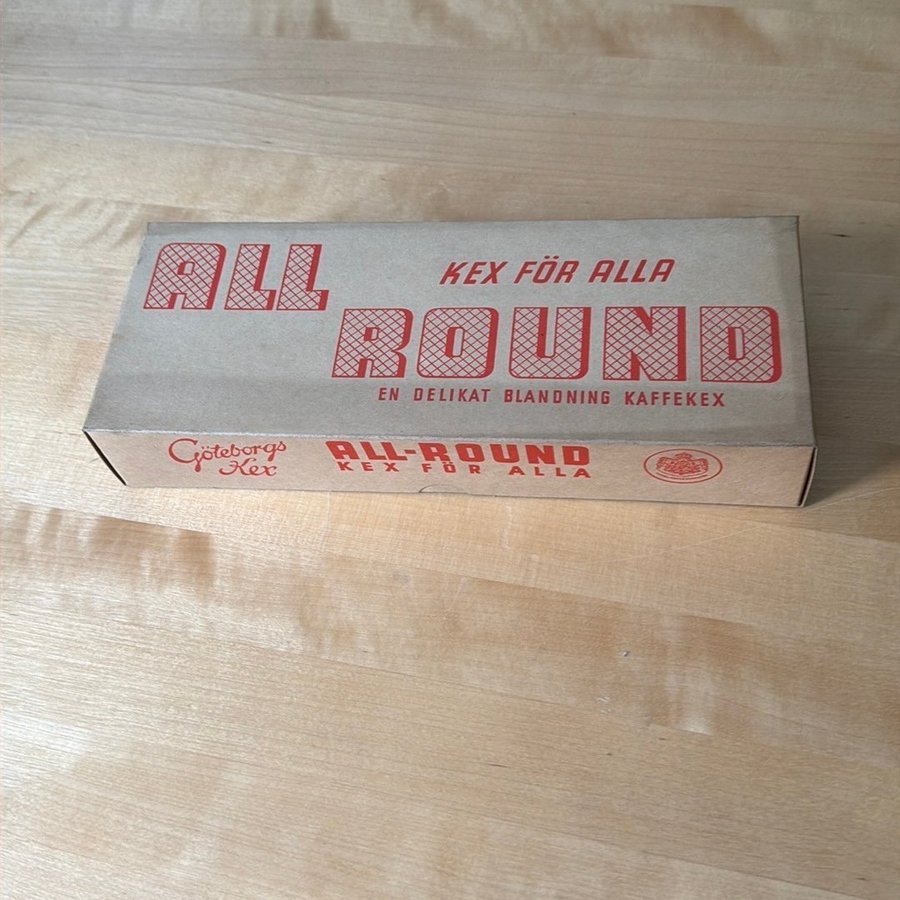 ALL
KEX FÖR ALLA
ROUND
EN DELIKAT BLANDNING KAFFEKEX
Göteborgs
Kex
ALL-ROUND
KEX FÖR ALLA